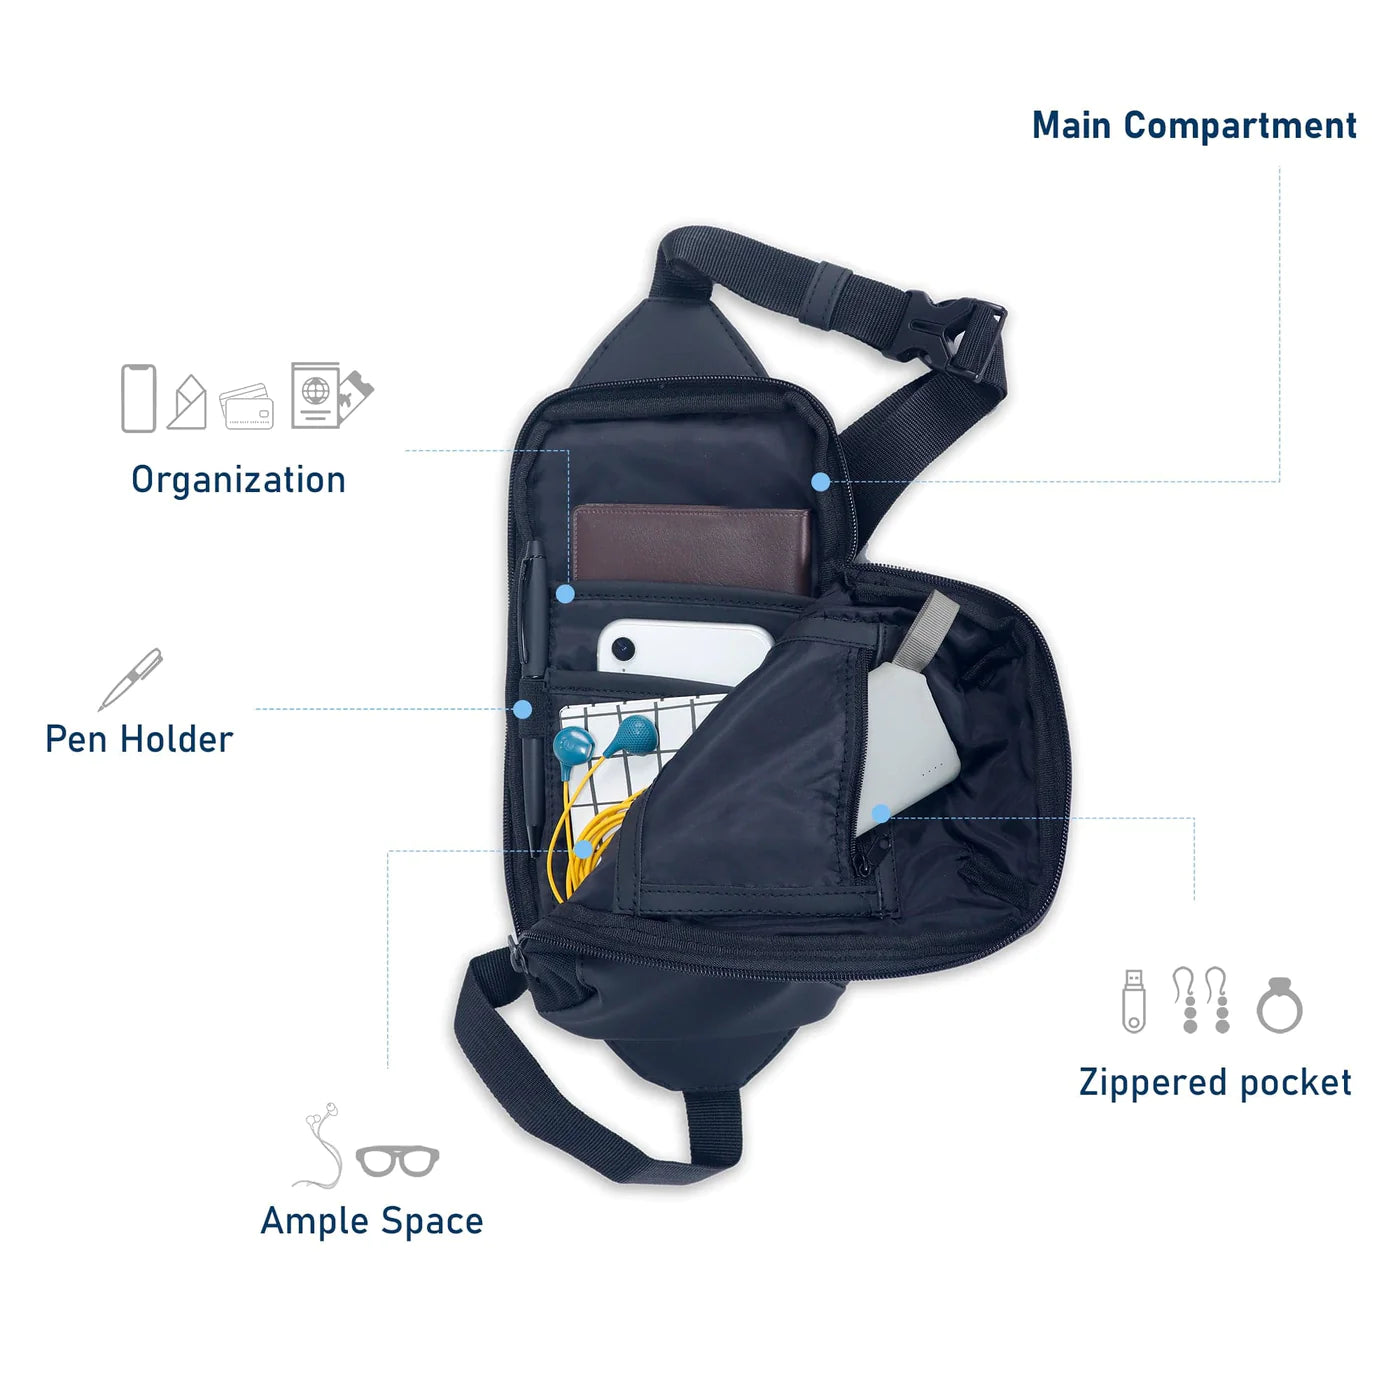 Main Compartment
Organization
Pen Holder
Zippered pocket
Ample Space